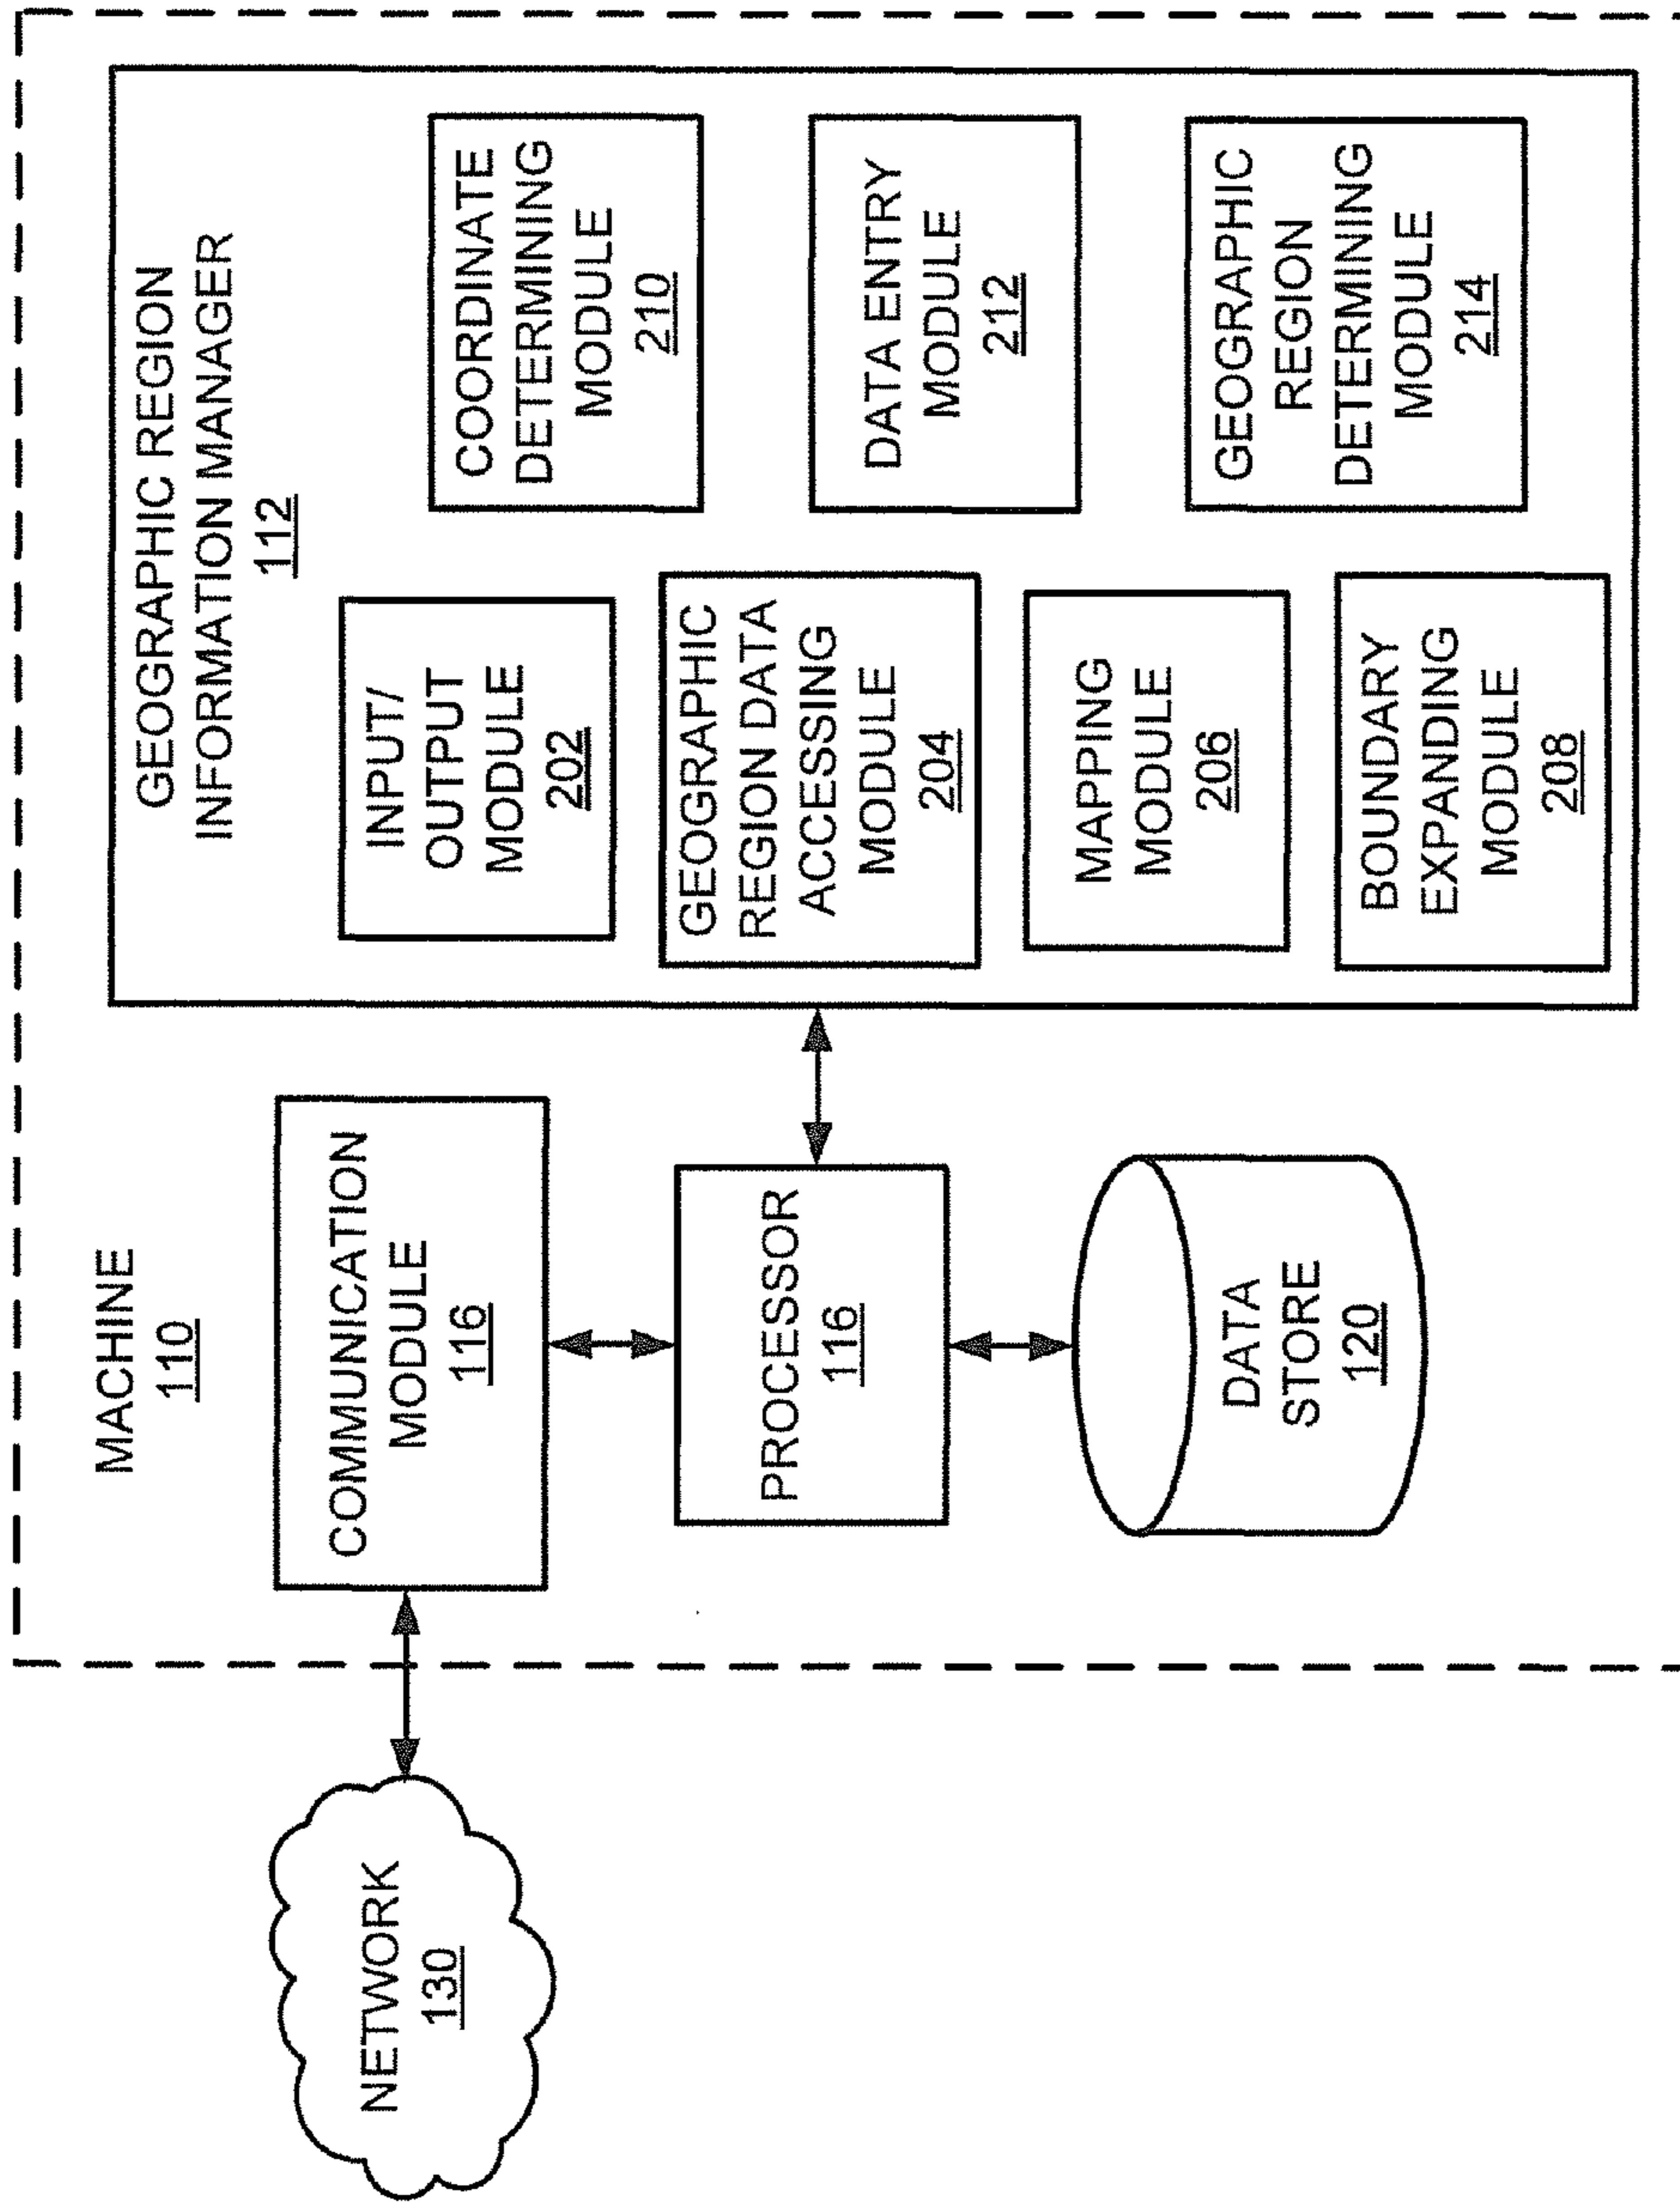 MACHINE
110
NETWORK
130
COMMUNICATION
MODULE
116
PROCESSOR
116
DATA
STORE
120
GEOGRAPHIC REGION
INFORMATION MANAGER
112
INPUT/
OUTPUT
MODULE
202
GEOGRAPHIC
REGION DATA
ACCESSING
MODULE
204
MAPPING
MODULE
206
BOUNDARY
EXPANDING
MODULE
208
COORDINATE
DETERMINING
MODULE
210
DATA ENTRY
MODULE
212
GEOGRAPHIC
REGION
DETERMINING
MODULE
214